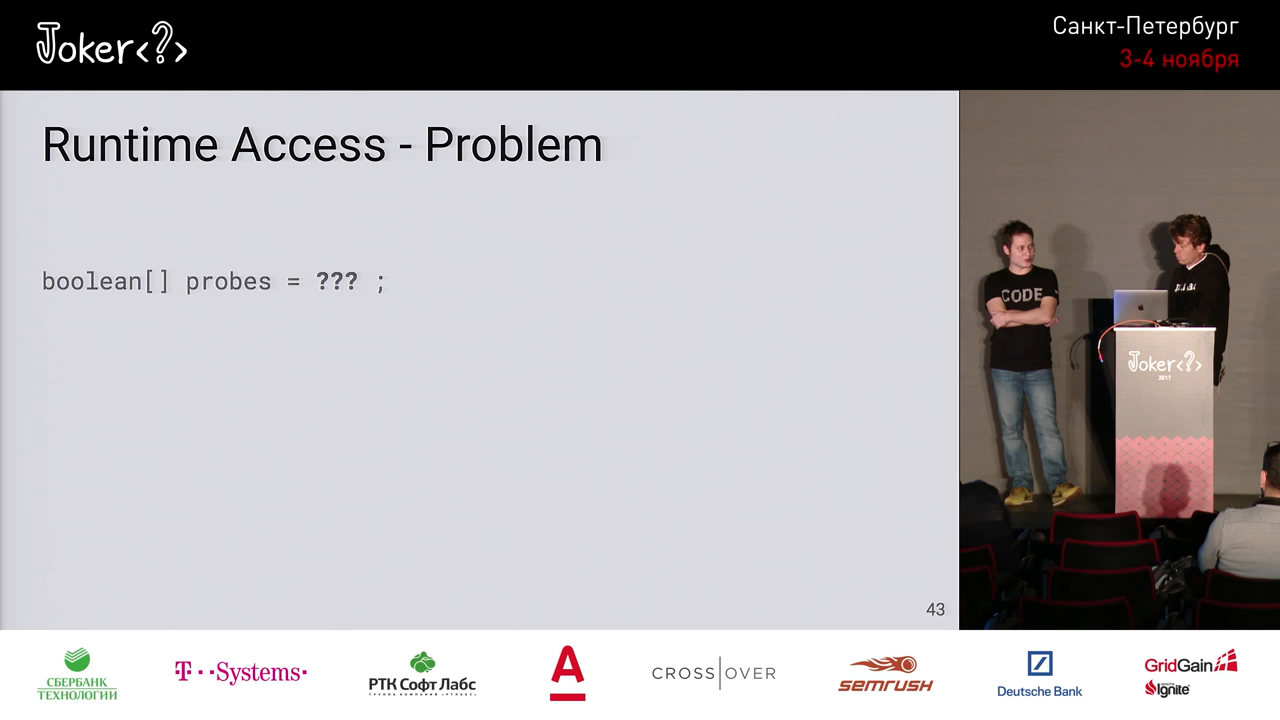 Joker<?>
Санкт-Петербург
3-4 ноября
Runtime Access - Problem
boolean[] probes = ??? ;
43
CODE
Joker<?>
2017
СБЕРБАНК
ТЕХНОЛОГИИ
T··Systems·
РТК Софт Лабс
A
CROSS|OVER
semrush
Deutsche Bank
GridGain
Ignite